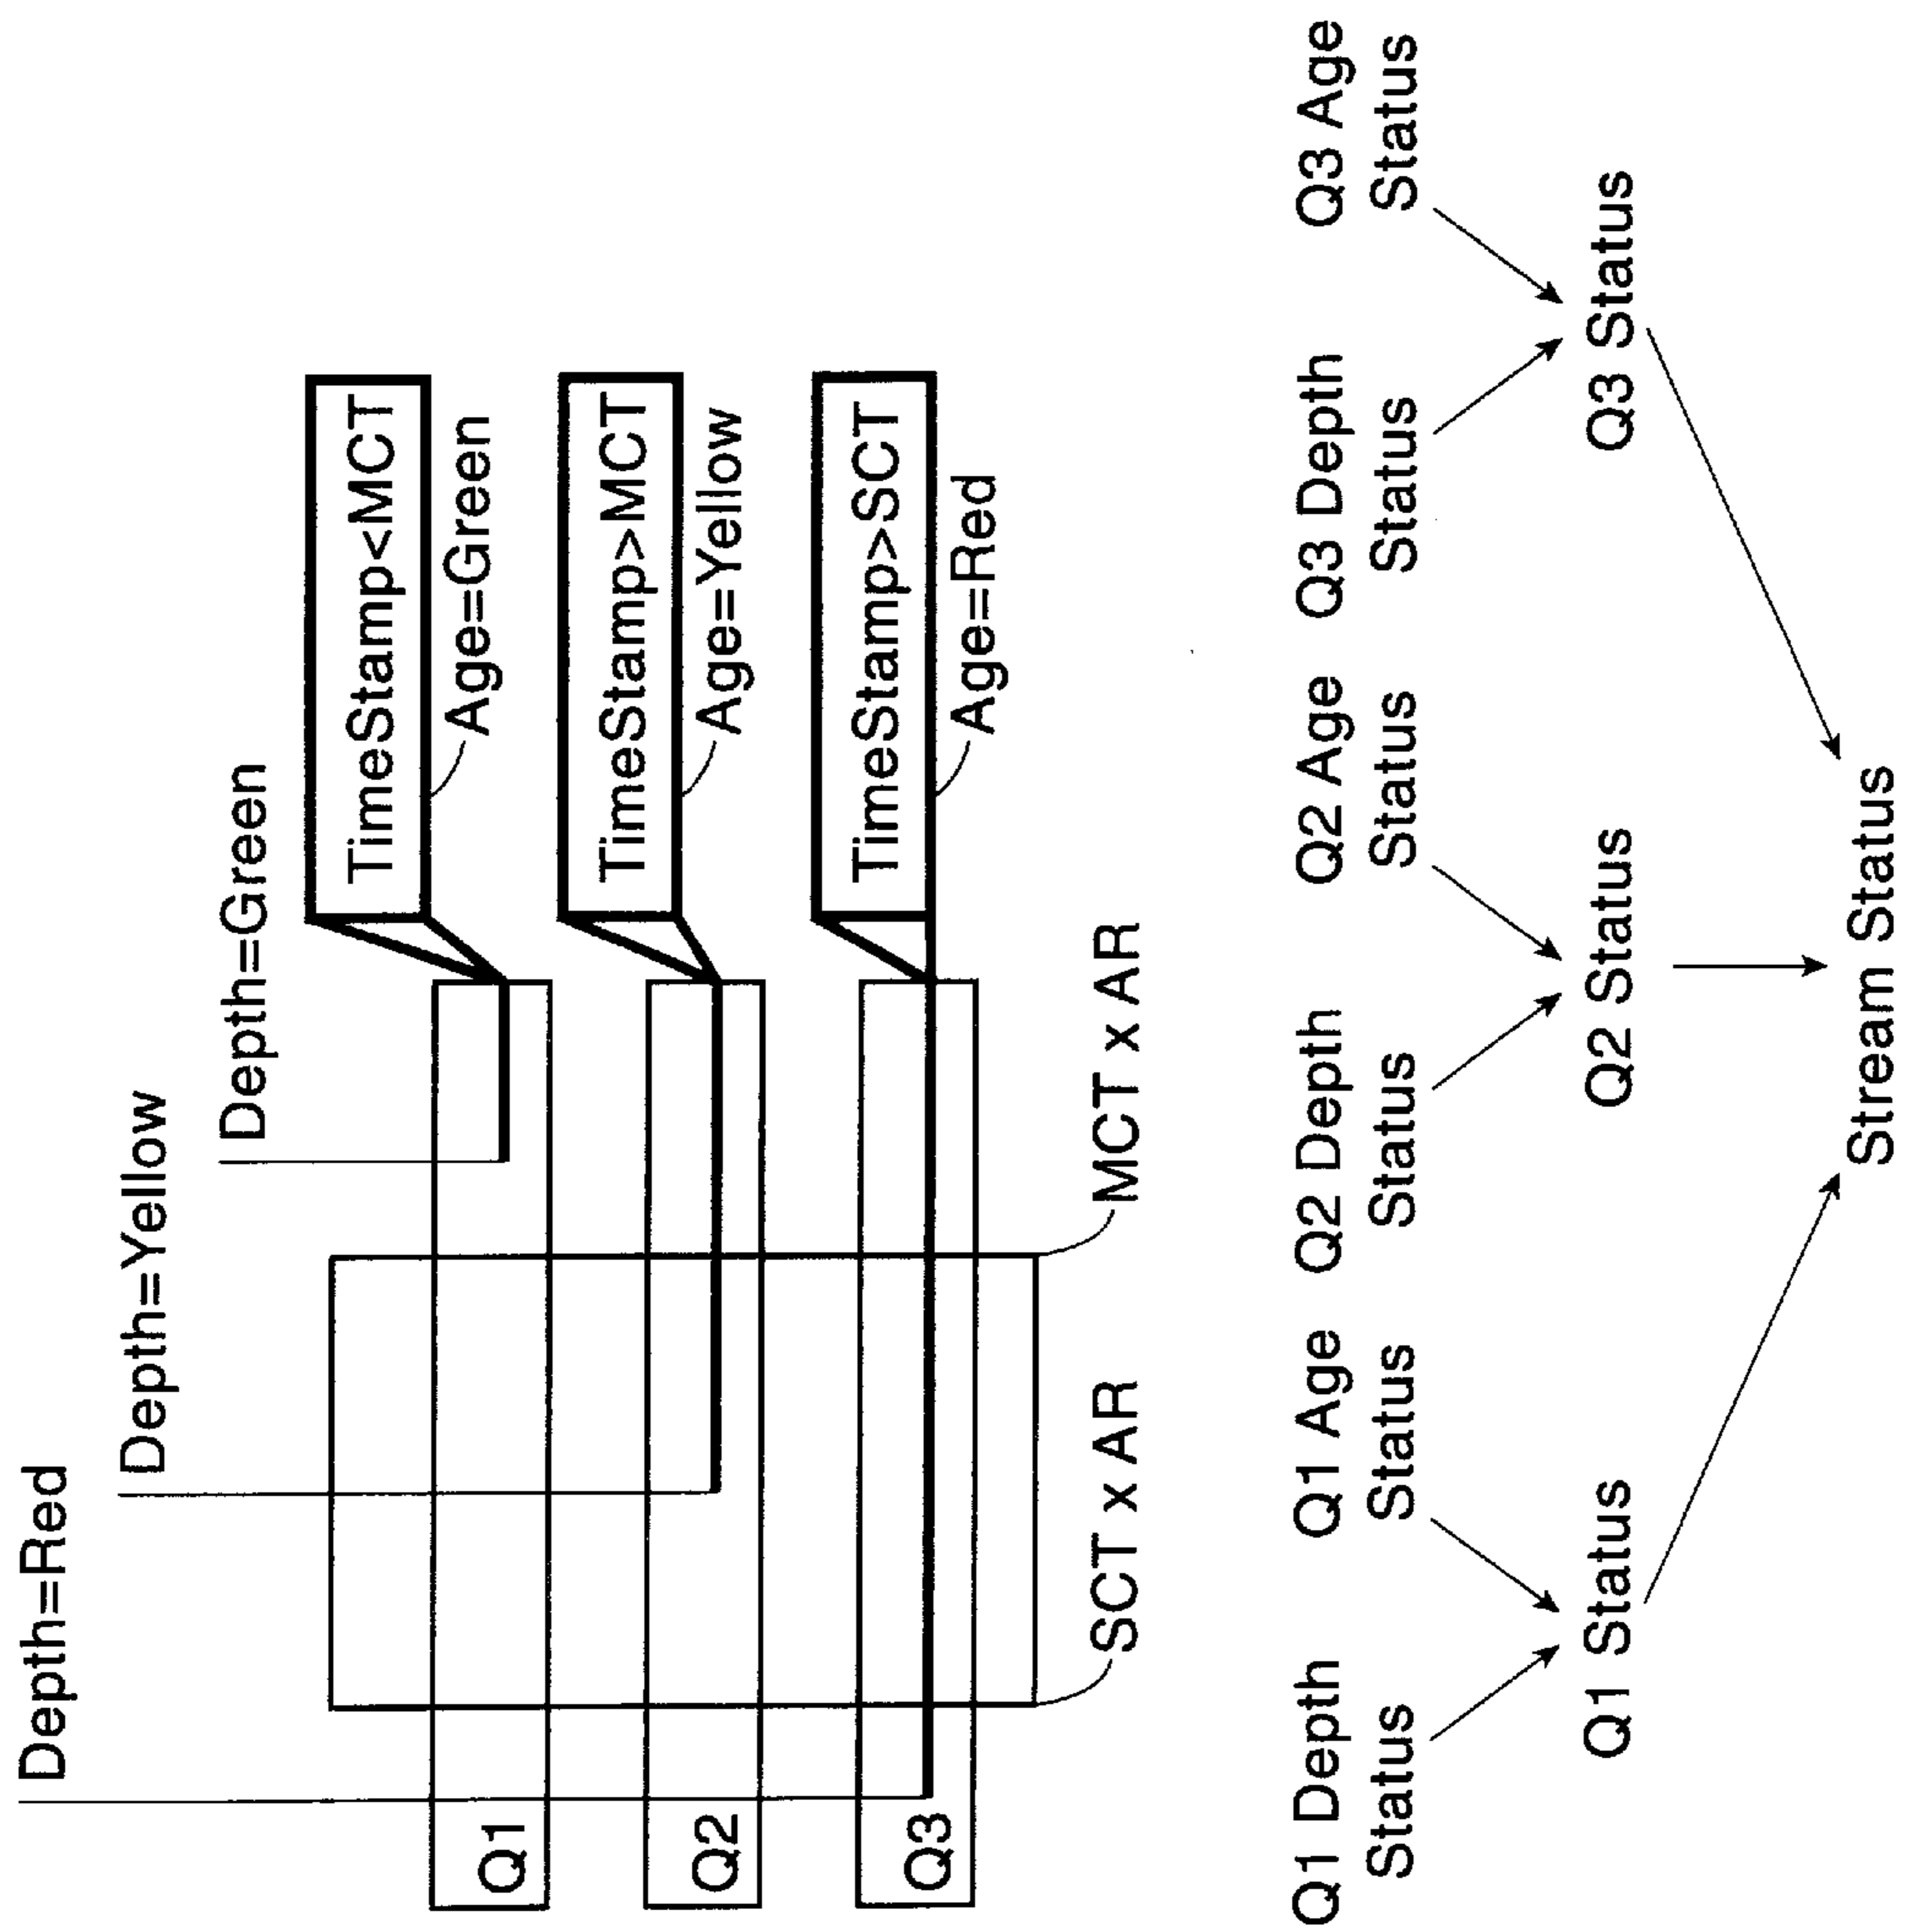 Depth=Red
Depth=Yellow
Depth=Green
Q1
TimeStamp<MCT
Age=Green
Q2
TimeStamp>MCT
Age=Yellow
Q3
TimeStamp>SCT
Age=Red
SCT x AR
MCT x AR
Q1 Depth
Status
Q1 Age
Status
Q2 Depth
Status
Q2 Age
Status
Q3 Depth
Status
Q3 Age
Status
Q1 Status
Q2 Status
Q3 Status
Stream Status